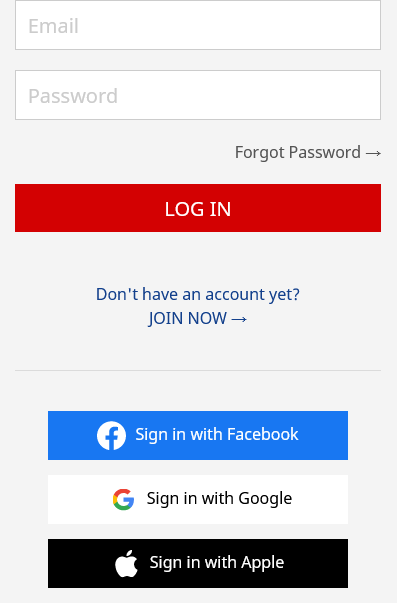 Email
Password
Forgot Password →
LOG IN
Don't have an account yet?
JOIN NOW →
Sign in with Facebook
Sign in with Google
Sign in with Apple